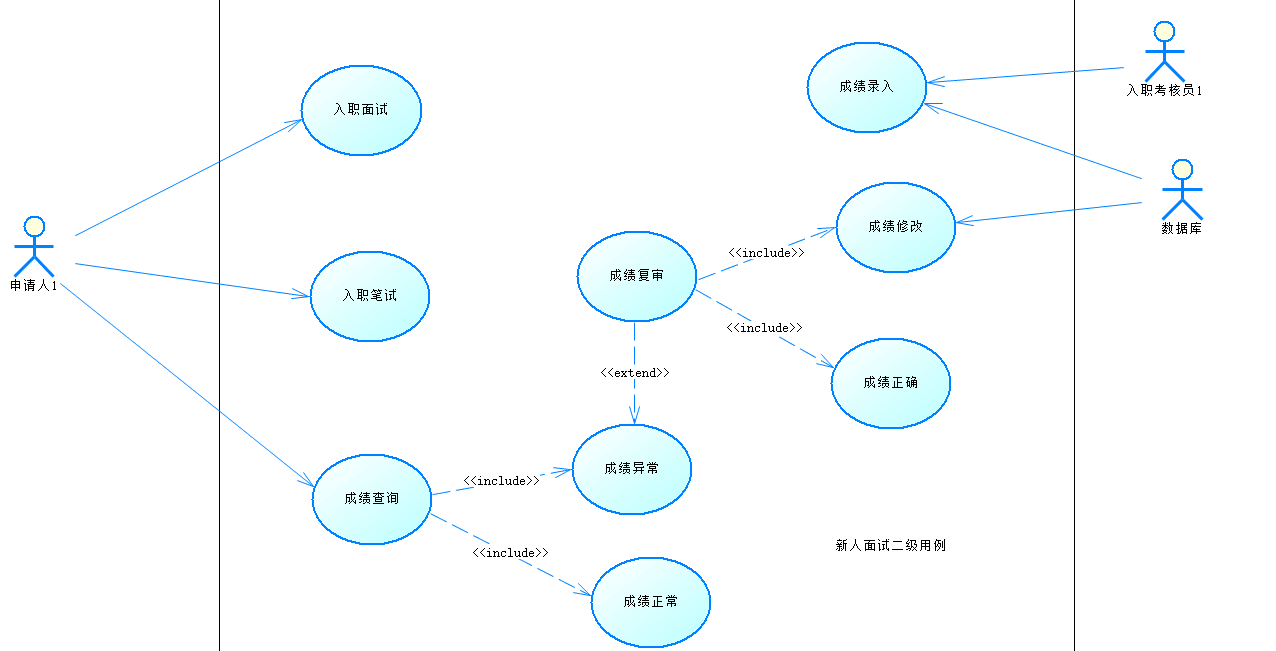 入职考核员1
成绩录入
入职面试
数据库
成绩修改
<<include>>
成绩复审
申请人1
入职笔试
<<include>>
<<extend>>
成绩正确
成绩异常
<<include>>
成绩查询
新人面试二级用例
<<include>>
成绩正常